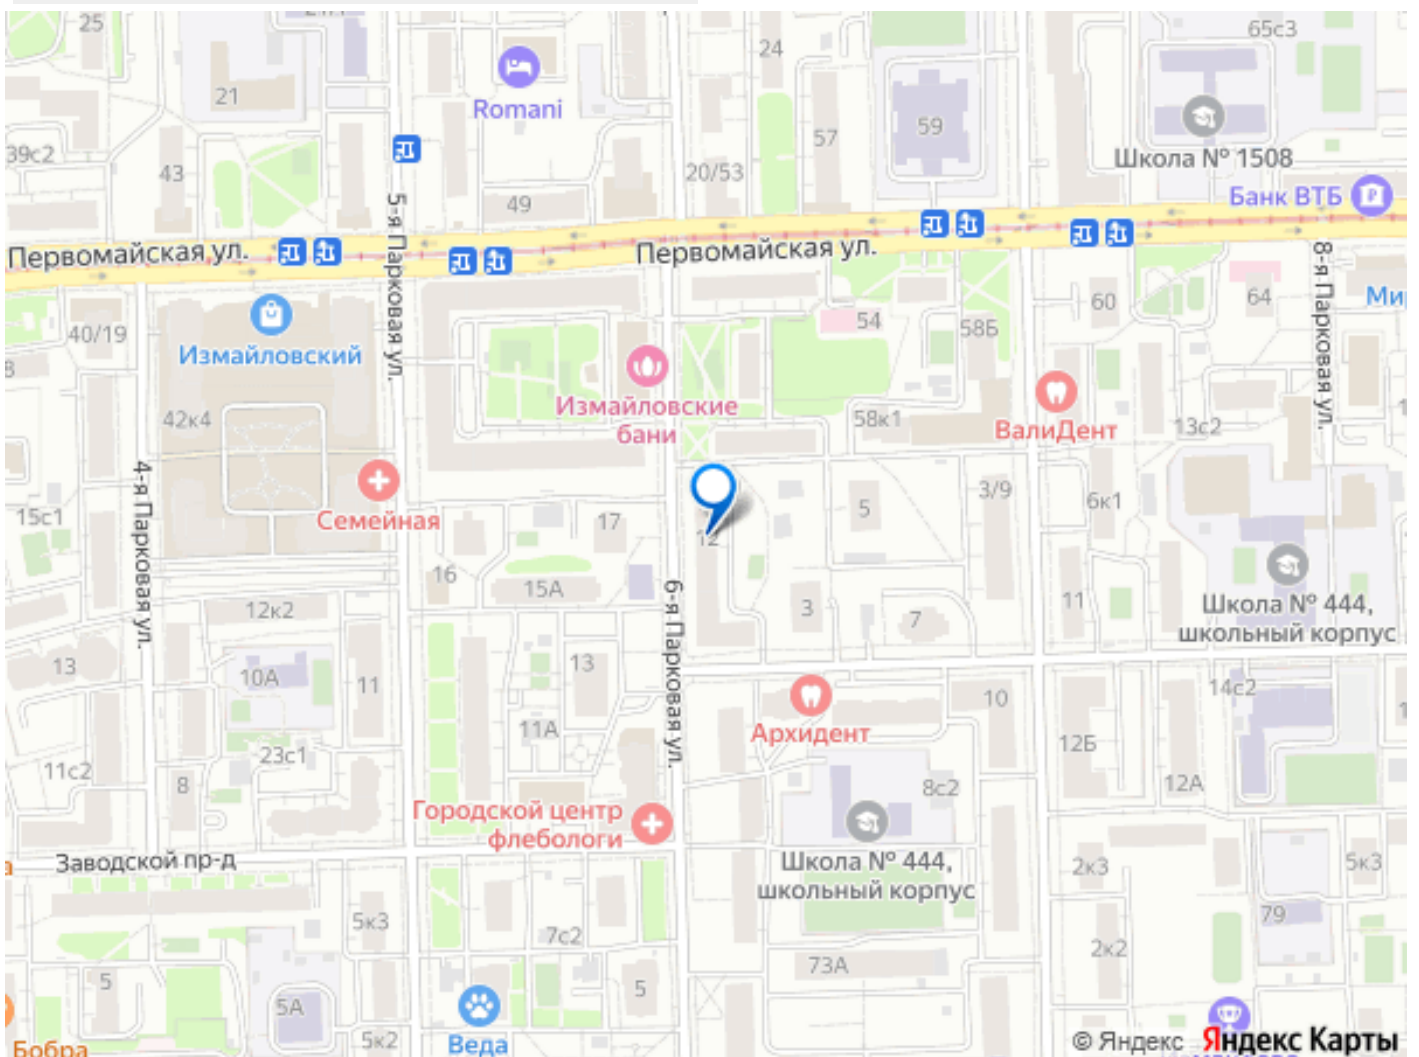 25
24
65с3
21
Romani
57
59
39с2
43
20/53
Школа № 1508
49
Банк ВТБ
5-я Парковая ул.
Первомайская ул.
Первомайская ул.
8-я Парковая ул.
60
64
40/19
54
58Б
Измайловский
Измайловские
бани
42к4
58к1
ВалиДент
13с2
4-я Парковая ул.
Семейная
15с1
17
12
5
3/9
6к1
16
15А
6-я Парковая ул.
3
7
11
12к2
Школа № 444,
школьный корпус
13
10А
11
13
14с2
10
11А
Архидент
12Б
23с1
11с2
8
8с2
12А
Городской центр
флебологи
Заводской пр-д
Школа № 444,
школьный корпус
2к3
5к3
5к3
7с2
79
2к2
73А
5
5А
5
5к2
Веда
Бобра
© Яндекс Яндекс Карты